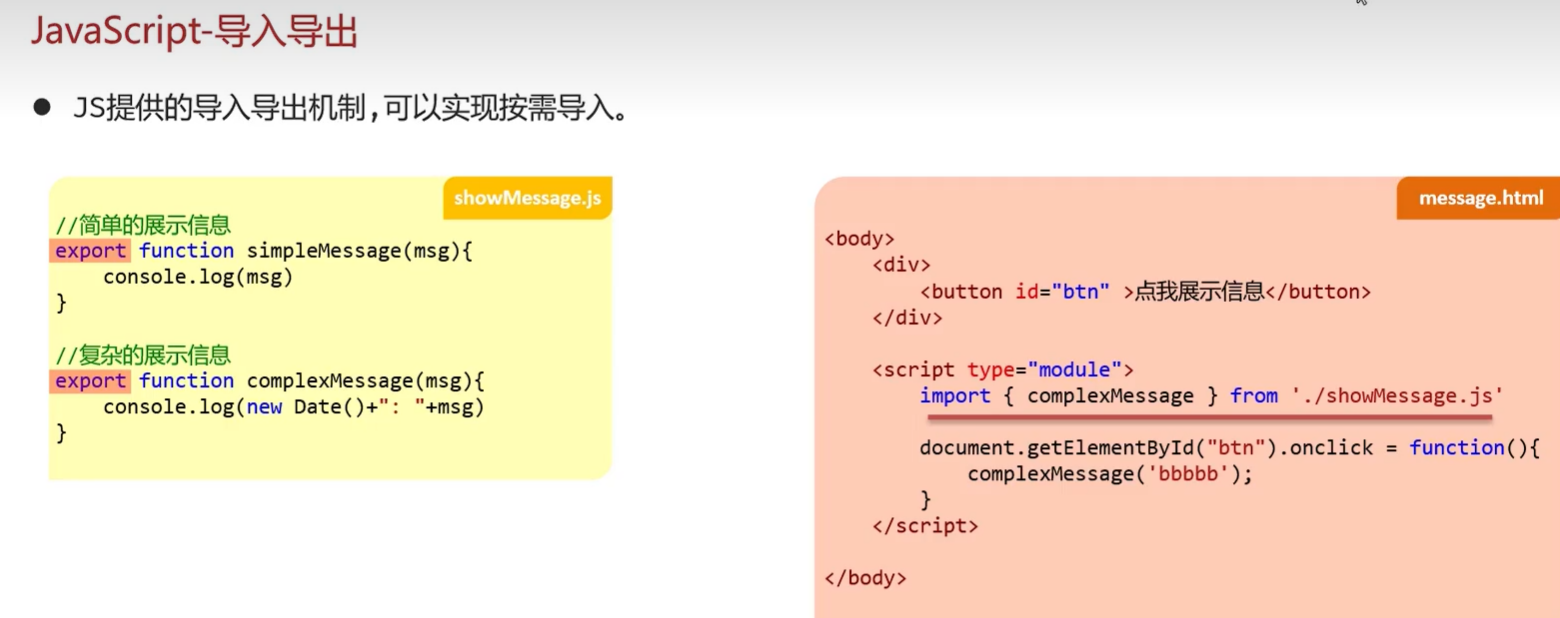 JavaScript-导入导出
● JS提供的导入导出机制,可以实现按需导入。
showMessage.js
//简单的展示信息
export function simpleMessage(msg){
    console.log(msg)
}
//复杂的展示信息
export function complexMessage(msg){
    console.log(new Date()+": "+msg)
}
message.html
<body>
    <div>
        <button id="btn" >点我展示信息</button>
    </div>
    <script type="module">
        import { complexMessage } from './showMessage.js'
        document.getElementById("btn").onclick = function(){
            complexMessage('bbbbb');
        }
    </script>
</body>